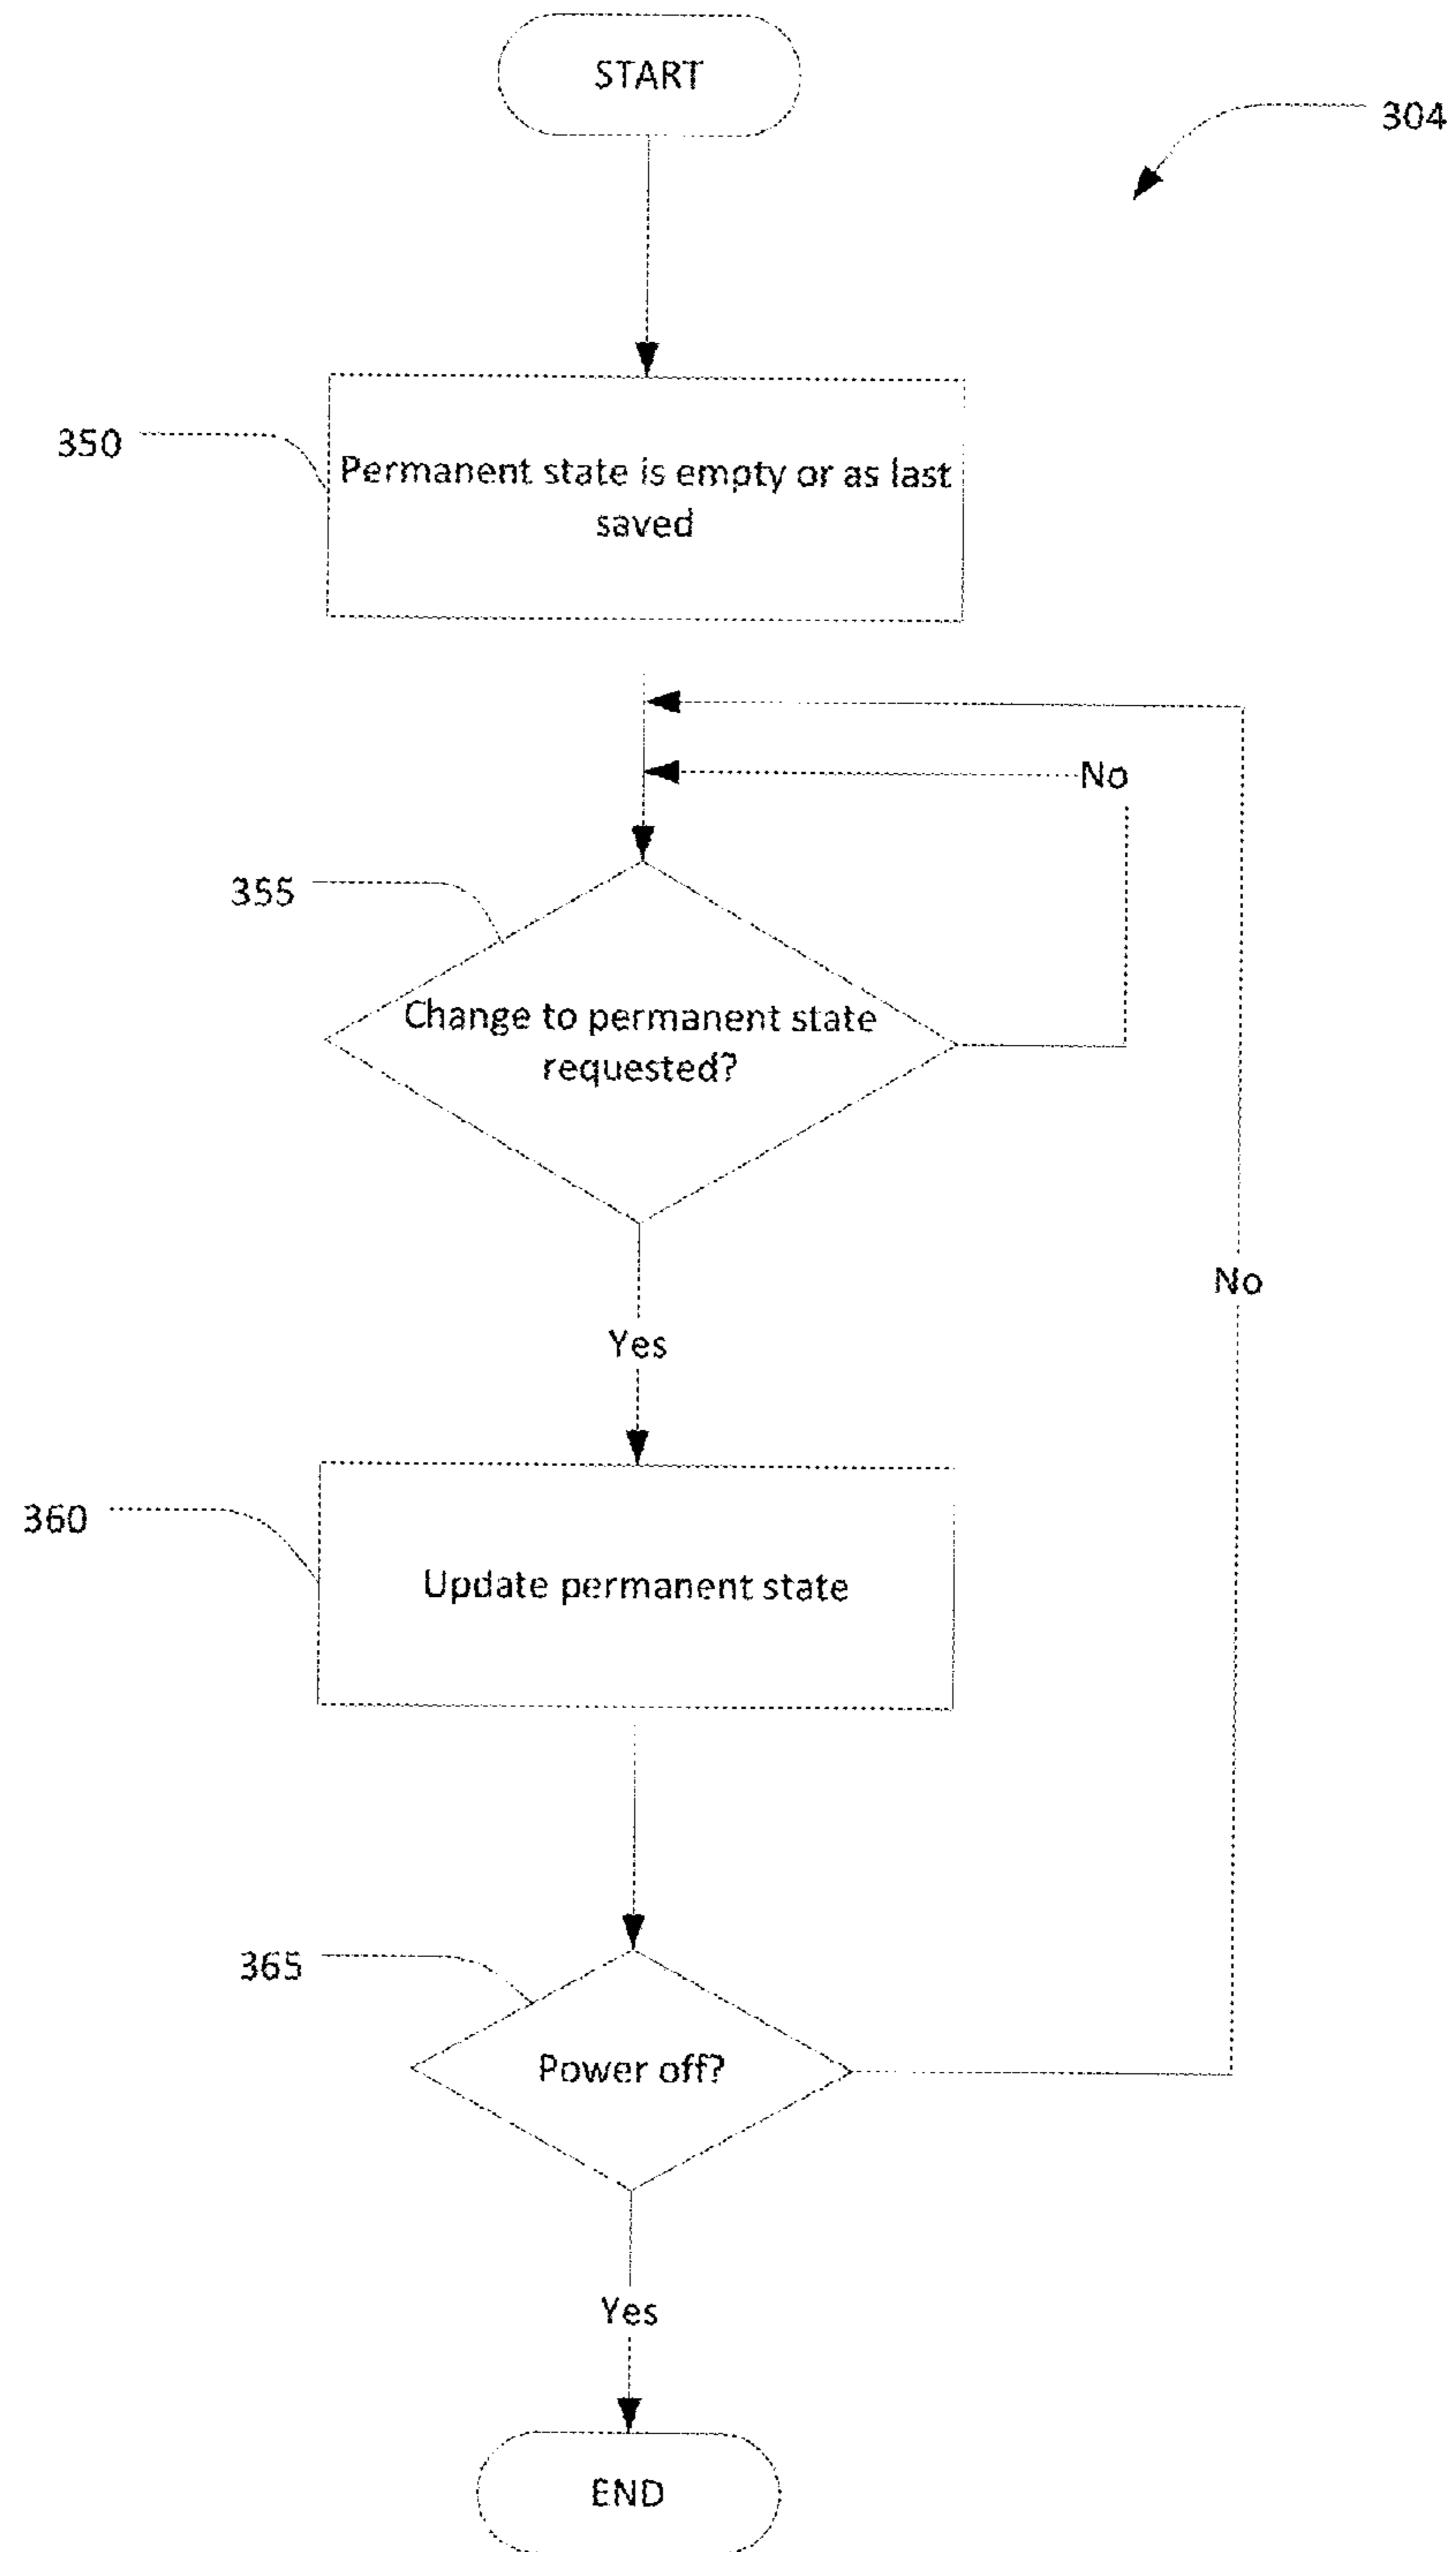 START
304
350
Permanent state is empty or as last
saved
No
355
Change to permanent state
requested?
No
Yes
360
Update permanent state
365
Power off?
Yes
END